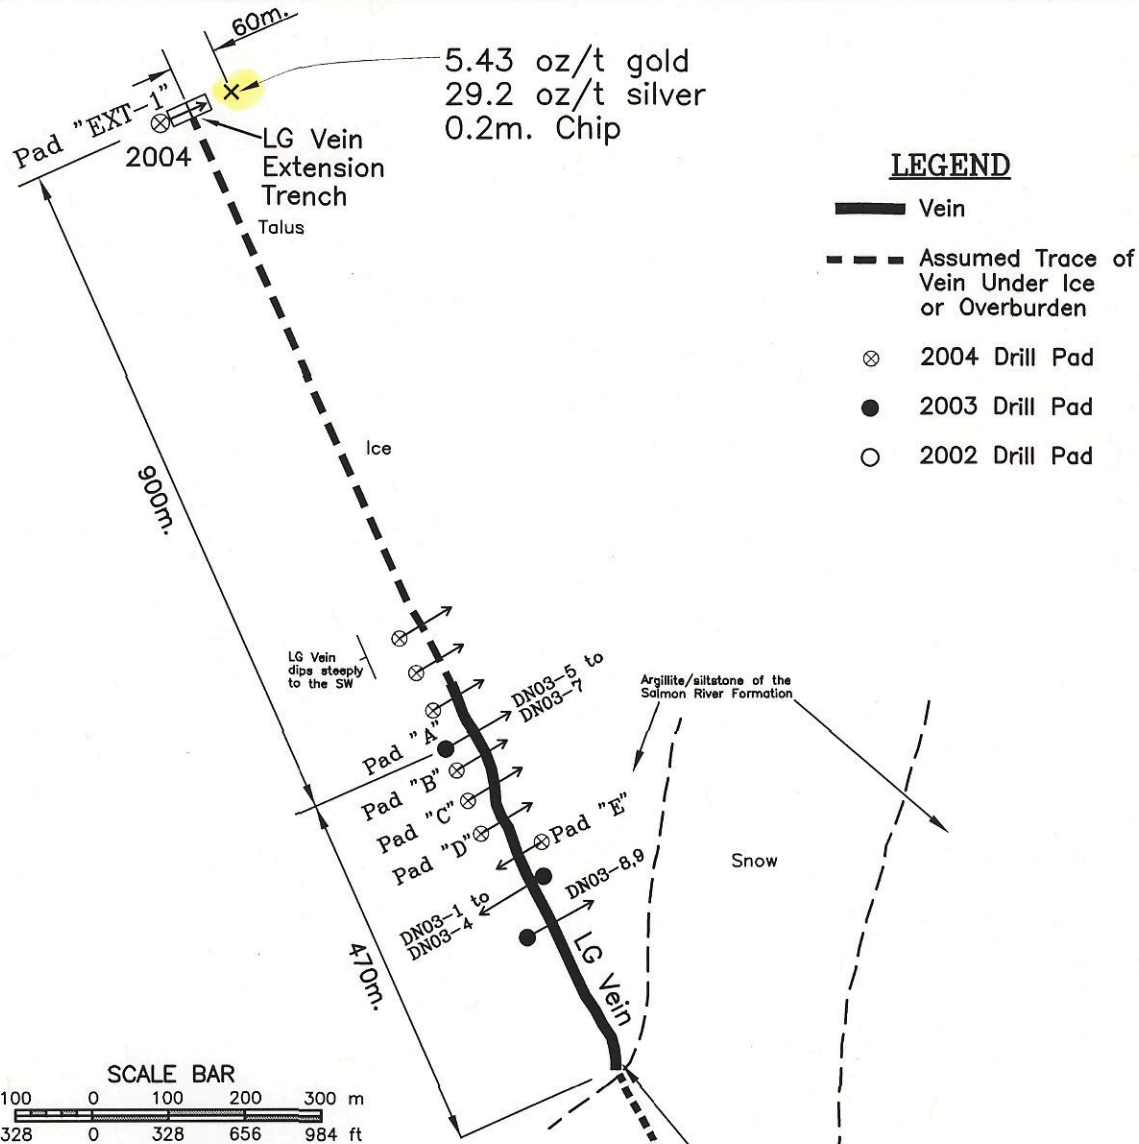 60m.
5.43 oz/t gold
29.2 oz/t silver
0.2m. Chip
Pad "EXT-1"
2004
LG Vein
Extension
Trench
Talus
LEGEND
Vein
Assumed Trace of
Vein Under Ice
or Overburden
2004 Drill Pad
2003 Drill Pad
2002 Drill Pad
Ice
900m.
LG Vein
dips steeply
to the SW
DN03-5 to
DN03-7
Argillite/siltstone of the
Salmon River Formation
Pad "A"
Pad "B"
Pad "C"
Pad "D"
Pad "E"
Snow
DN03-8,9
DN03-1 to
DN03-4
LG Vein
470m.
SCALE BAR
100 0 100 200 300 m
328 0 328 656 984 ft